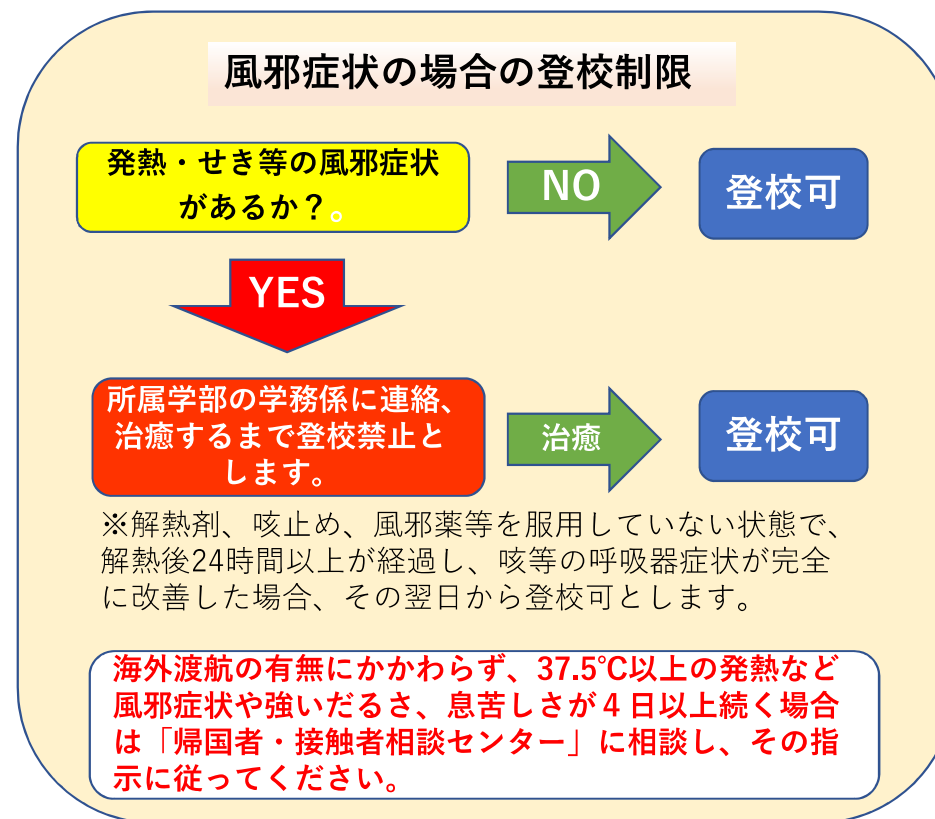 風邪症状の場合の登校制限
発熱・せき等の風邪症状
があるか？。
NO
登校可
YES
所属学部の学務係に連絡、
治癒するまで登校禁止と
します。
治癒
登校可
※解熱剤、咳止め、風邪薬等を服用していない状態で、
解熱後24時間以上が経過し、咳等の呼吸器症状が完全
に改善した場合、その翌日から登校可とします。
海外渡航の有無にかかわらず、37.5℃以上の発熱など
風邪症状や強いだるさ、息苦しさが４日以上続く場合
は「帰国者・接触者相談センター」に相談し、その指
示に従ってください。